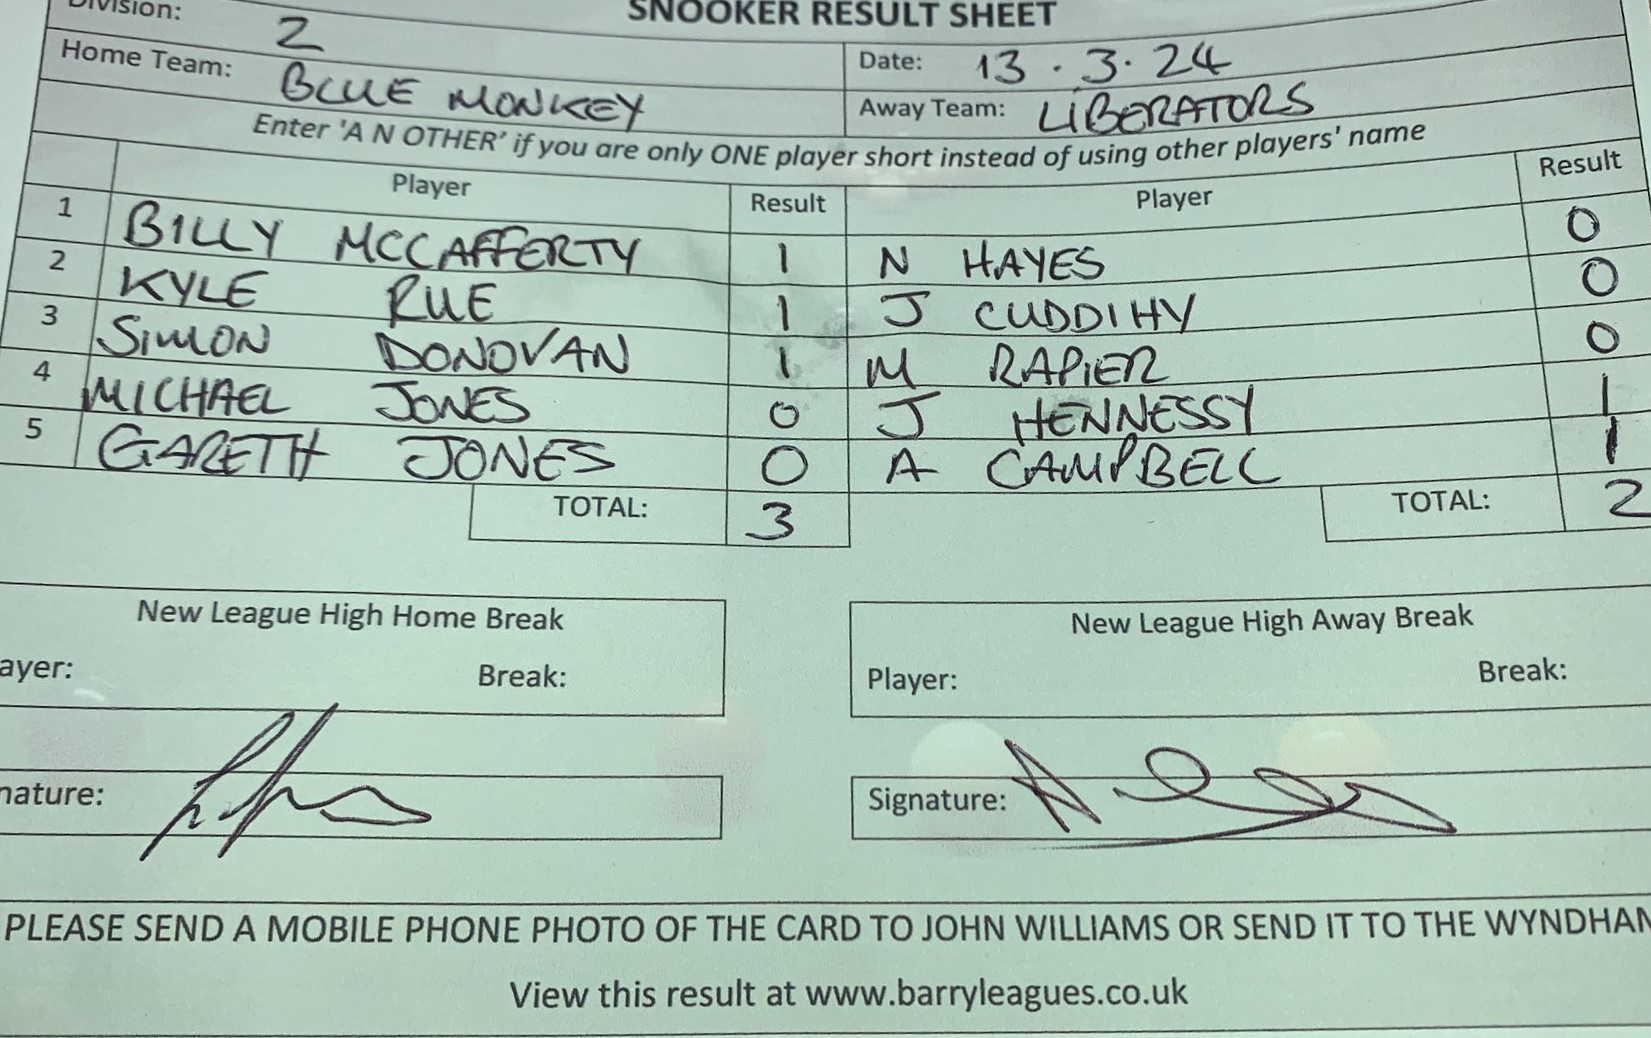 SNOOKER RESULT SHEET
Division: 2
Home Team: BLUE MONKEY Date: 13.3.24
Away Team: LIBERATORS
Enter 'A N OTHER' if you are only ONE player short instead of using other players' name
Player Result Player Result
1 BILLY MCCAFFERTY 1 N HAYES 0
2 KYLE RUE 1 J CUDDIHY 0
3 SIMON DONOVAN 1 M RAPIER 0
4 MICHAEL JONES 0 J HENNESSY 1
5 GARETH JONES 0 A CAMPBELL 1
TOTAL: 3 TOTAL: 2
New League High Home Break New League High Away Break
ayer: Break: Player: Break:
nature: Signature:
PLEASE SEND A MOBILE PHONE PHOTO OF THE CARD TO JOHN WILLIAMS OR SEND IT TO THE WYNDHAM
View this result at www.barryleagues.co.uk